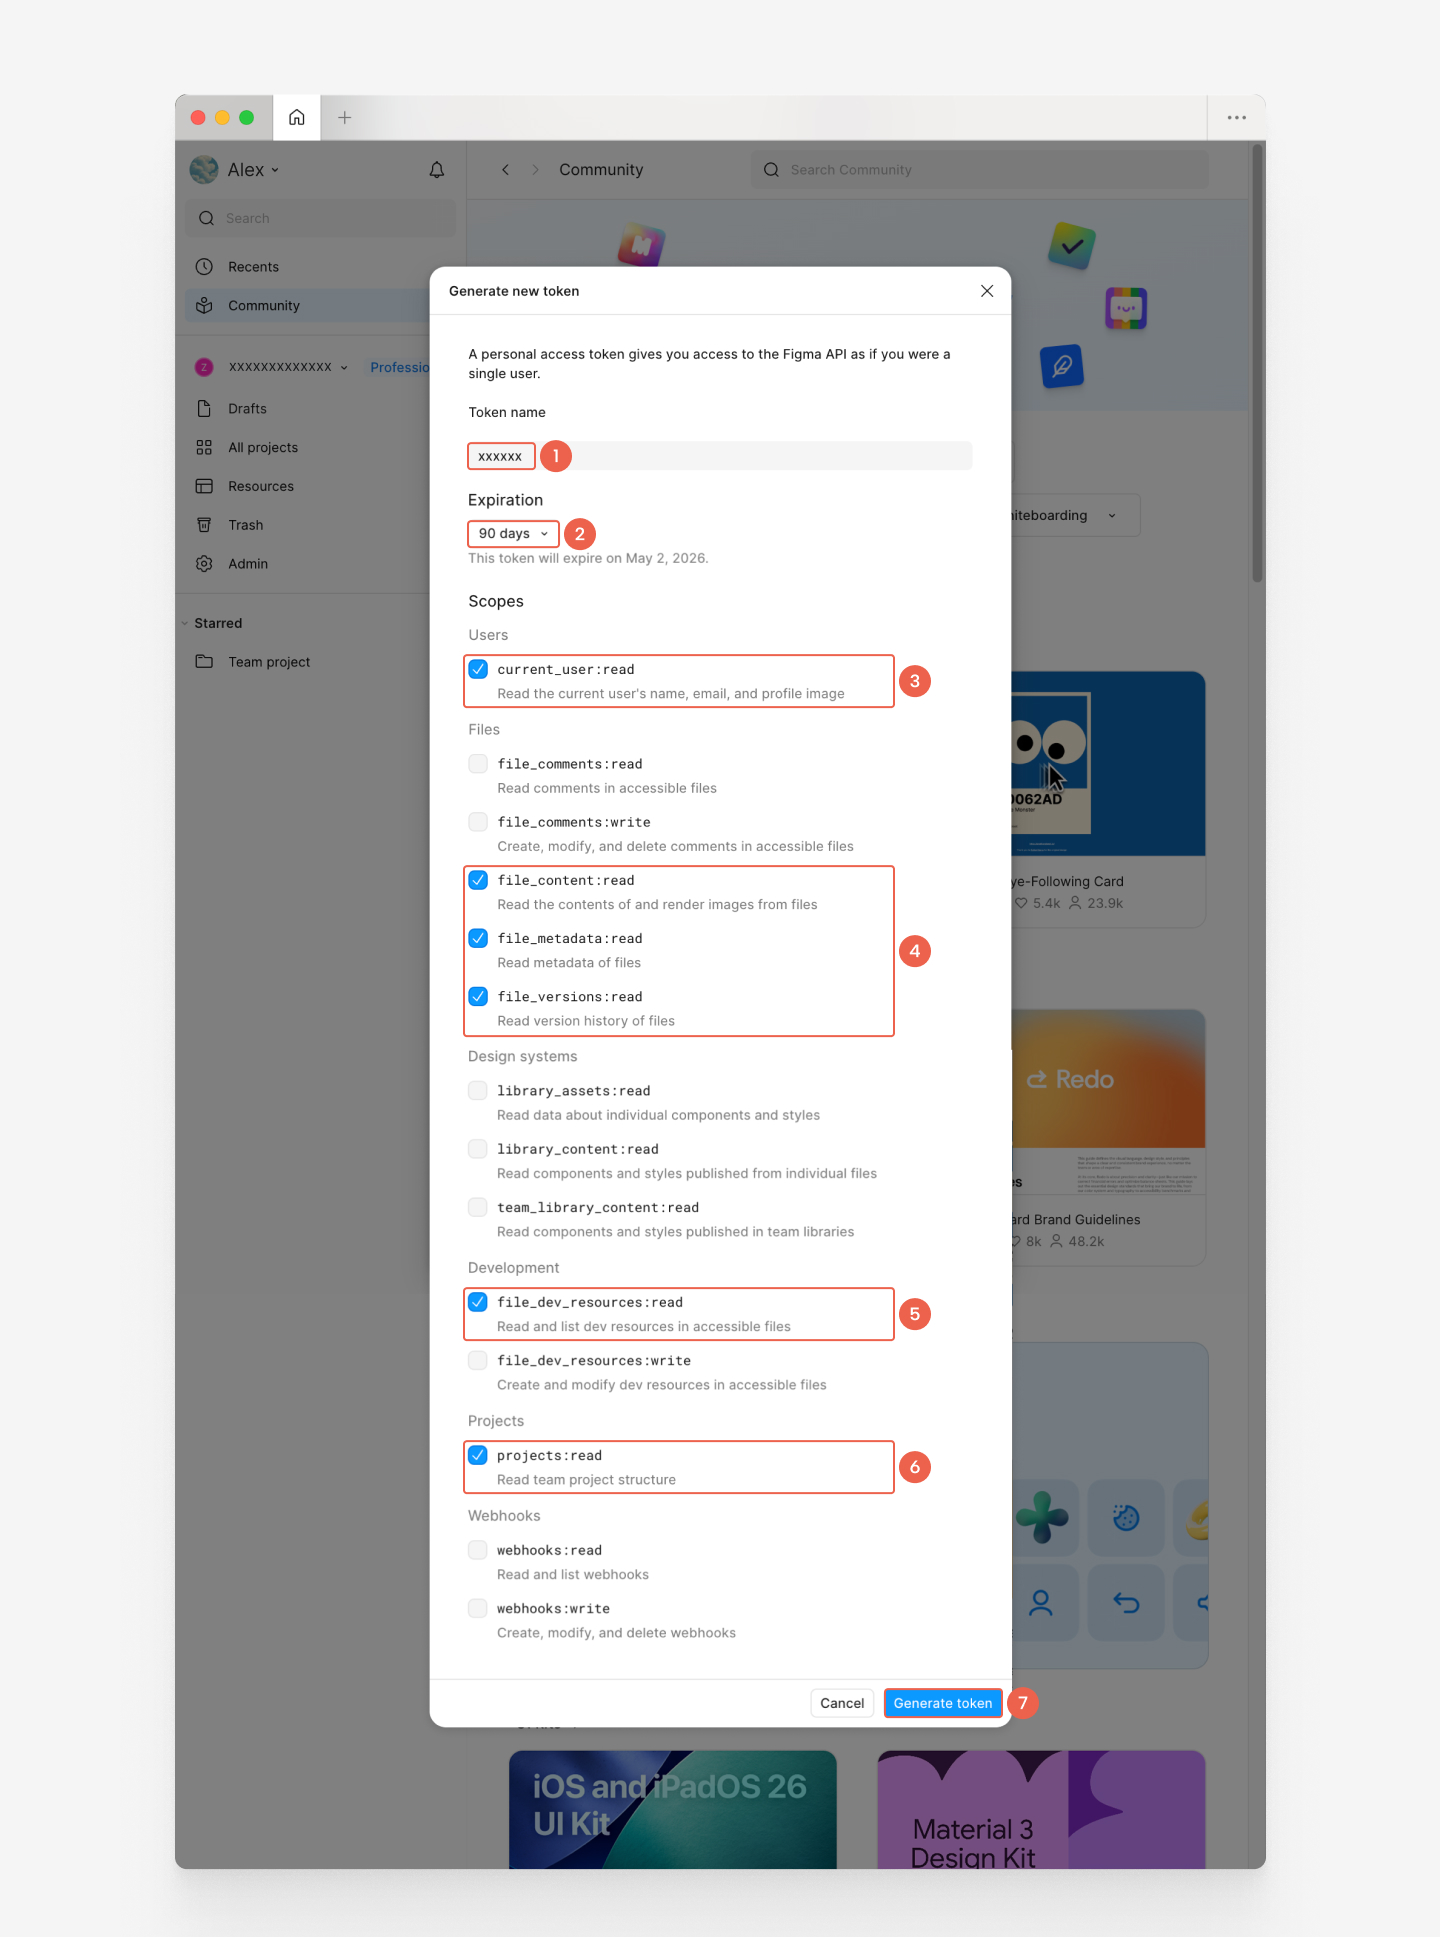 Alex
Community
Search Community
Search
Recents
Community
Z
XXXXXXXXXXXXX
Professio
Drafts
All projects
Resources
Trash
Admin
Starred
Team project
Generate new token
A personal access token gives you access to the Figma API as if you were a
single user.
Token name
xxxxxx
1
Expiration
90 days
2
This token will expire on May 2, 2026.
Scopes
Users
current_user:read
Read the current user's name, email, and profile image
3
Files
file_comments:read
Read comments in accessible files
file_comments:write
Create, modify, and delete comments in accessible files
file_content:read
Read the contents of and render images from files
file_metadata:read
Read metadata of files
4
file_versions:read
Read version history of files
Design systems
library_assets:read
Read data about individual components and styles
library_content:read
Read components and styles published from individual files
team_library_content:read
Read components and styles published in team libraries
Development
file_dev_resources:read
Read and list dev resources in accessible files
5
file_dev_resources:write
Create and modify dev resources in accessible files
Projects
projects:read
Read team project structure
6
Webhooks
webhooks:read
Read and list webhooks
webhooks:write
Create, modify, and delete webhooks
Cancel
Generate token
7
iteboarding
0062AD
Monster
ye-Following Card
5.4k 23.9k
Redo
es
ard Brand Guidelines
8k 48.2k
iOS and iPadOS 26
UI Kit
Material 3
Design Kit